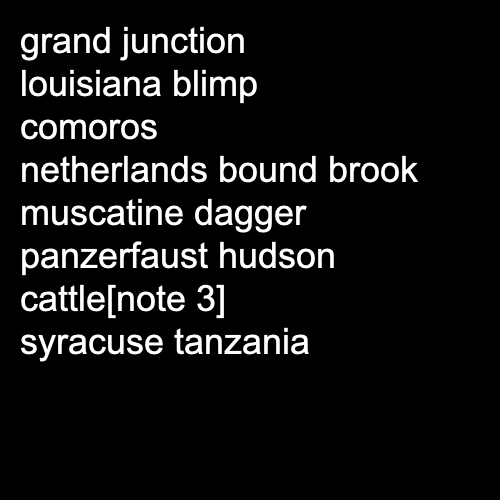 grand junction
louisiana blimp
comoros
netherlands bound brook
muscatine dagger
panzerfaust hudson
cattle[note 3]
syracuse tanzania